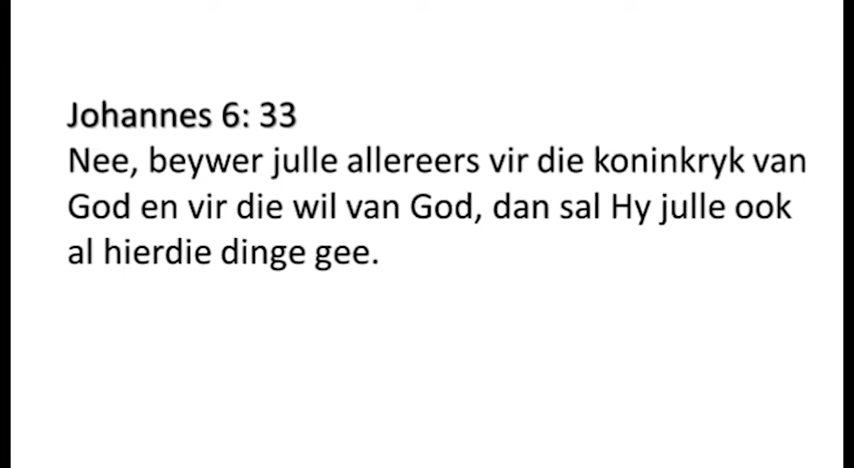 Johannes 6: 33
Nee, beywer julle allereers vir die koninkryk van
God en vir die wil van God, dan sal Hy julle ook
al hierdie dinge gee.